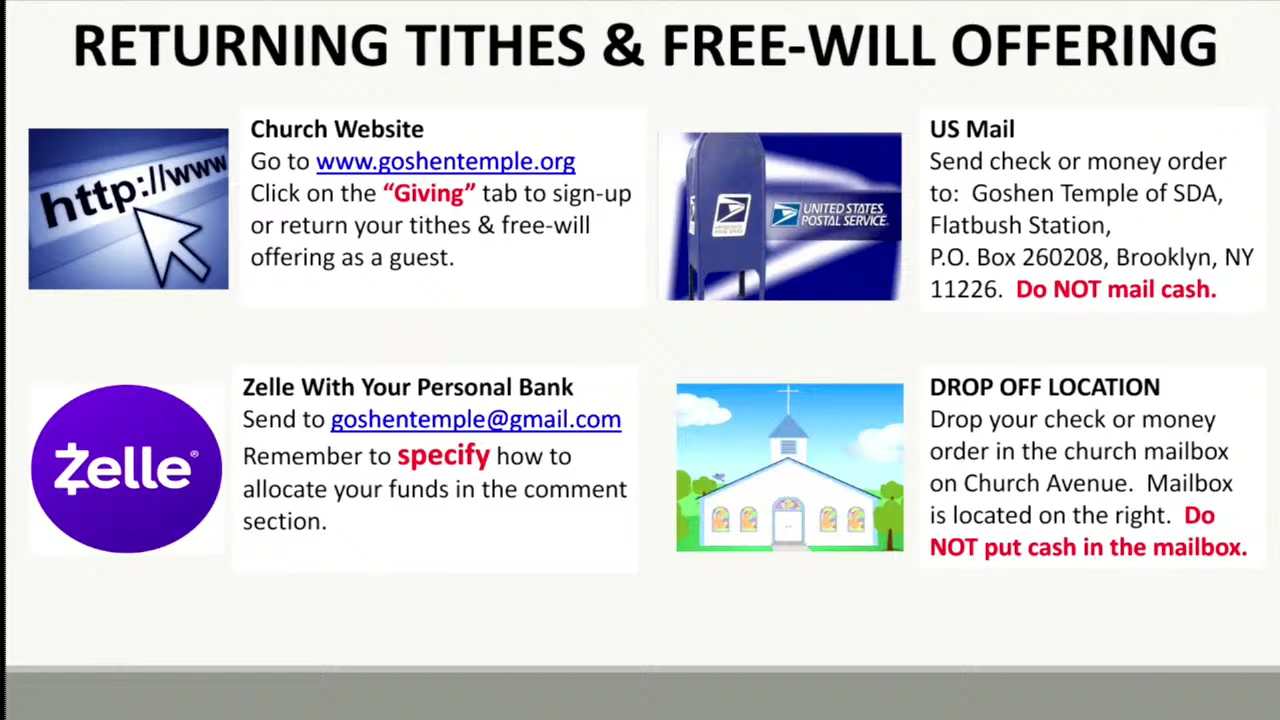 RETURNING TITHES & FREE-WILL OFFERING
http://www
Church Website
Go to www.goshentemple.org
Click on the “Giving” tab to sign-up
or return your tithes & free-will
offering as a guest.
UNITED STATES
POSTAL SERVICE
US Mail
Send check or money order
to: Goshen Temple of SDA,
Flatbush Station,
P.O. Box 260208, Brooklyn, NY
11226. Do NOT mail cash.
Zelle®
Zelle With Your Personal Bank
Send to goshentemple@gmail.com
Remember to specify how to
allocate your funds in the comment
section.
DROP OFF LOCATION
Drop your check or money
order in the church mailbox
on Church Avenue. Mailbox
is located on the right. Do
NOT put cash in the mailbox.